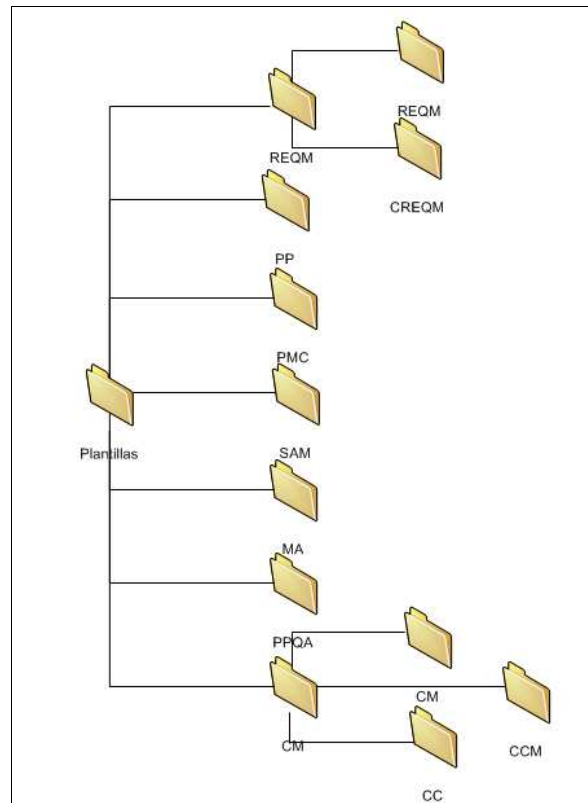 REQM
REQM
CREQM
PP
PMC
Plantillas
SAM
MA
PPQA
CM
CM
CCM
CC